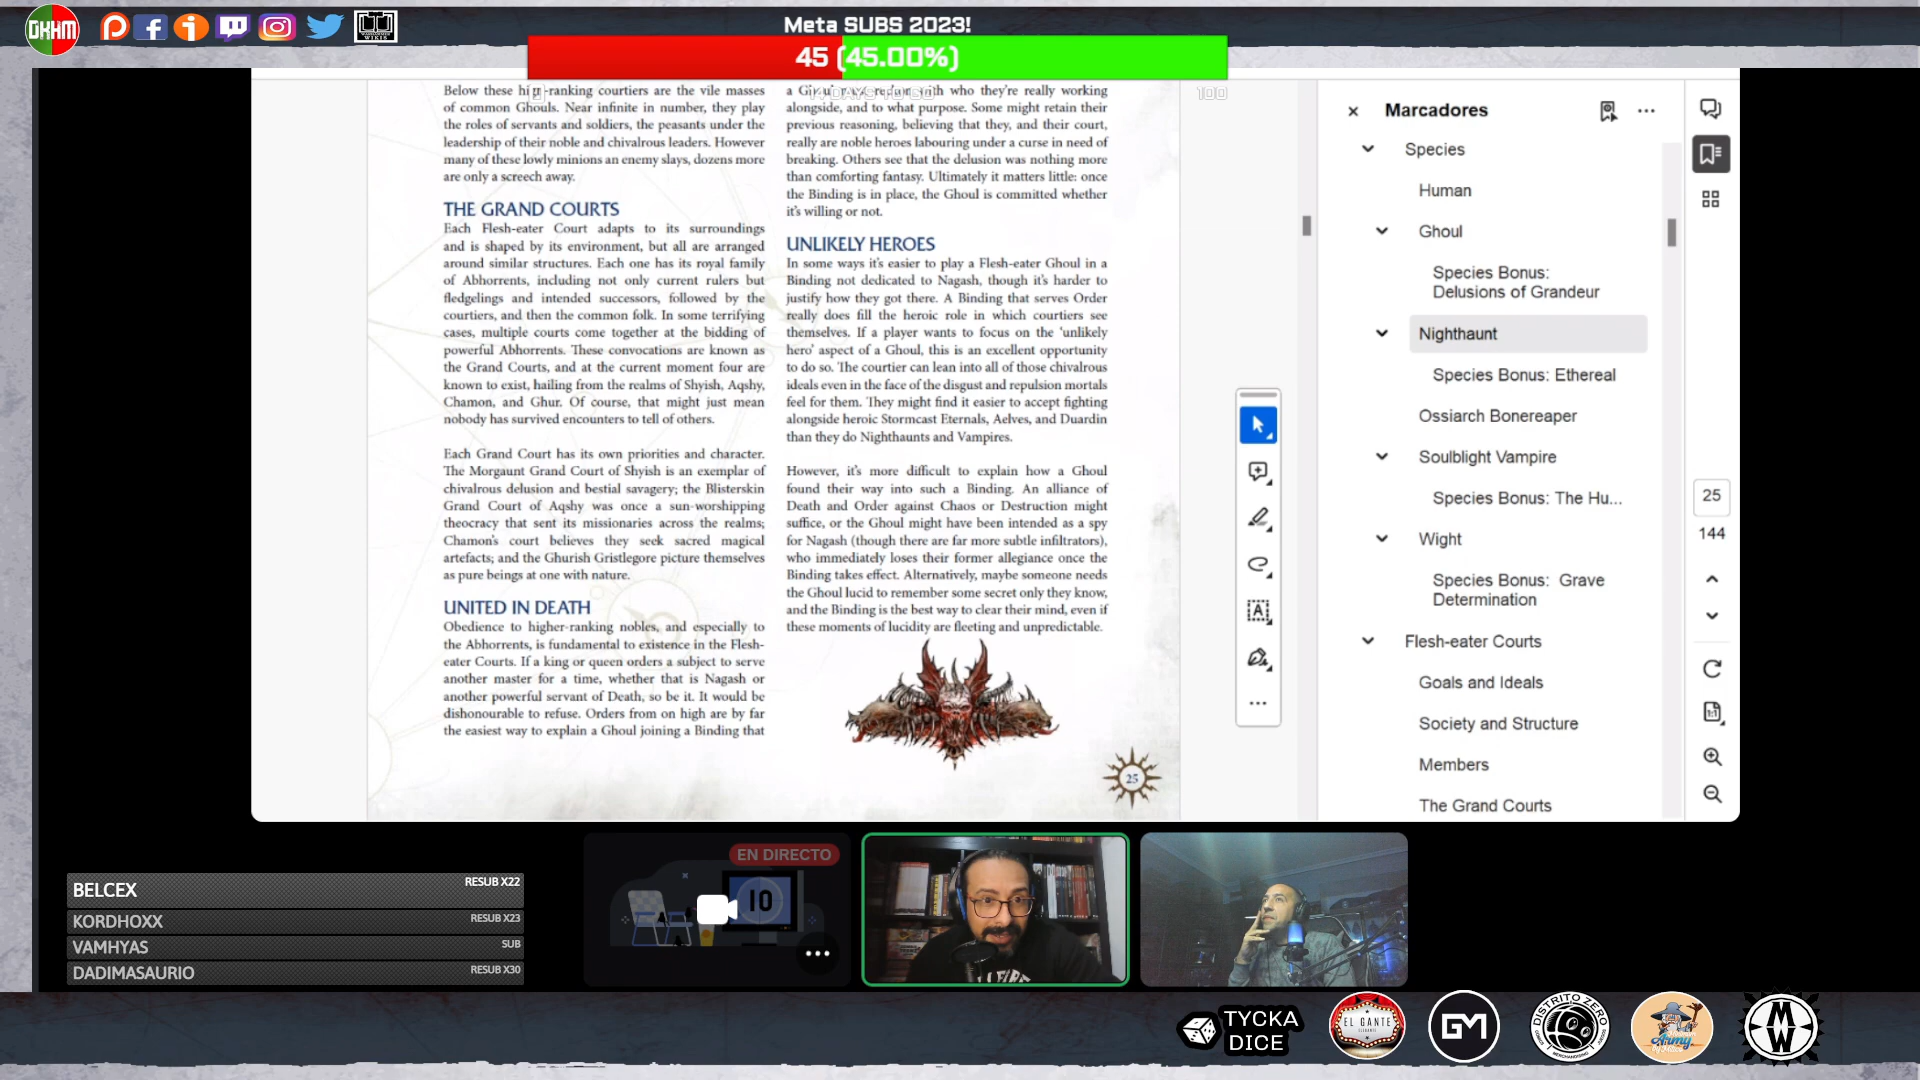 DKHM
WIKIS
Meta SUBS 2023!
45 (45.00%)
100
Below these high-ranking courtiers are the vile masses
of common Ghouls. Near infinite in number, they play
the roles of servants and soldiers, the peasants under the
leadership of their noble and chivalrous leaders. However
many of these lowly minions an enemy slays, dozens more
are only a screech away.
THE GRAND COURTS
Each Flesh-eater Court adapts to its surroundings
and is shaped by its environment, but all are arranged
around similar structures. Each one has its royal family
of Abhorrents, including not only current rulers but
fledgelings and intended successors, followed by the
courtiers, and then the common folk. In some terrifying
cases, multiple courts come together at the bidding of
powerful Abhorrents. These convocations are known as
the Grand Courts, and at the current moment four are
known to exist, hailing from the realms of Shyish, Aqshy,
Chamon, and Ghur. Of course, that might just mean
nobody has survived encounters to tell of others.
Each Grand Court has its own priorities and character.
The Morgaunt Grand Court of Shyish is an exemplar of
chivalrous delusion and bestial savagery; the Blisterskin
Grand Court of Aqshy was once a sun-worshipping
theocracy that sent its missionaries across the realms;
Chamon's court believes they seek sacred magical
artefacts; and the Ghurish Gristlegore picture themselves
as pure beings at one with nature.
UNITED IN DEATH
Obedience to higher-ranking nobles, and especially to
the Abhorrents, is fundamental to existence in the Flesh-
eater Courts. If a king or queen orders a subject to serve
another master for a time, whether that is Nagash or
another powerful servant of Death, so be it. It would be
dishonourable to refuse. Orders from on high are by far
the easiest way to explain a Ghoul joining a Binding that
who they're really working
alongside, and to what purpose. Some might retain their
previous reasoning, believing that they, and their court,
really are noble heroes labouring under a curse in need of
breaking. Others see that the delusion was nothing more
than comforting fantasy. Ultimately it matters little: once
the Binding is in place, the Ghoul is committed whether
it's willing or not.
UNLIKELY HEROES
In some ways it's easier to play a Flesh-eater Ghoul in a
Binding not dedicated to Nagash, though it's harder to
justify how they got there. A Binding that serves Order
really does fill the heroic role in which courtiers see
themselves. If a player wants to focus on the 'unlikely
hero' aspect of a Ghoul, this is an excellent opportunity
to do so. The courtier can lean into all of those chivalrous
ideals even in the face of the disgust and repulsion mortals
feel for them. They might find it easier to accept fighting
alongside heroic Stormcast Eternals, Aelves, and Duardin
than they do Nighthaunts and Vampires.
However, it's more difficult to explain how a Ghoul
found their way into such a Binding. An alliance of
Death and Order against Chaos or Destruction might
suffice, or the Ghoul might have been intended as a spy
for Nagash (though there are far more subtle infiltrators),
who immediately loses their former allegiance once the
Binding takes effect. Alternatively, maybe someone needs
the Ghoul lucid to remember some secret only they know,
and the Binding is the best way to clear their mind, even if
these moments of lucidity are fleeting and unpredictable.
25
Marcadores
Species
Human
Ghoul
Species Bonus:
Delusions of Grandeur
Nighthaunt
Species Bonus: Ethereal
Ossiarch Bonereaper
Soulblight Vampire
Species Bonus: The Hu...
Wight
Species Bonus: Grave
Determination
Flesh-eater Courts
Goals and Ideals
Society and Structure
Members
The Grand Courts
25
144
1:1
EN DIRECTO
10
BELCEX RESUB X22
KORDHOXX RESUB X23
VAMHYAS SUB
DADIMASAURIO RESUB X30
TYCKA
DICE
EL GANTE
GM
DISTRITO ZERO
Army